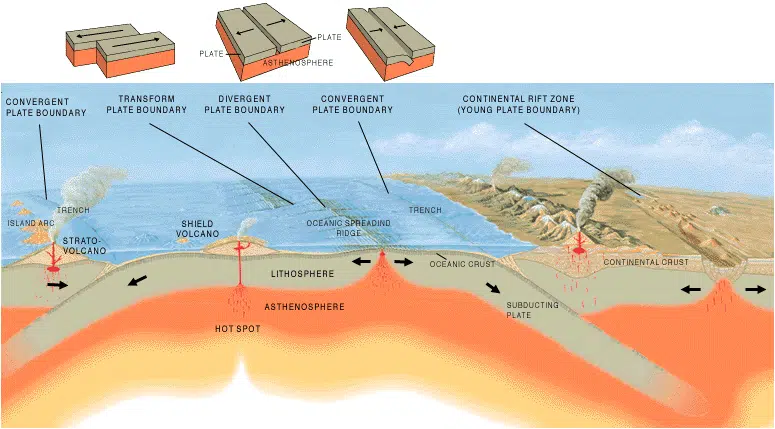 PLATE
PLATE
ASTHENOSPHERE
CONVERGENT
PLATE BOUNDARY
TRANSFORM
PLATE BOUNDARY
DIVERGENT
PLATE BOUNDARY
CONVERGENT
PLATE BOUNDARY
CONTINENTAL RIFT ZONE
(YOUNG PLATE BOUNDARY)
TRENCH
ISLAND ARC
STRATO-
VOLCANO
SHIELD
VOLCANO
OCEANIC SPREADING
RIDGE
TRENCH
OCEANIC CRUST
CONTINENTAL CRUST
LITHOSPHERE
ASTHENOSPHERE
SUBDUCTING
PLATE
HOT SPOT